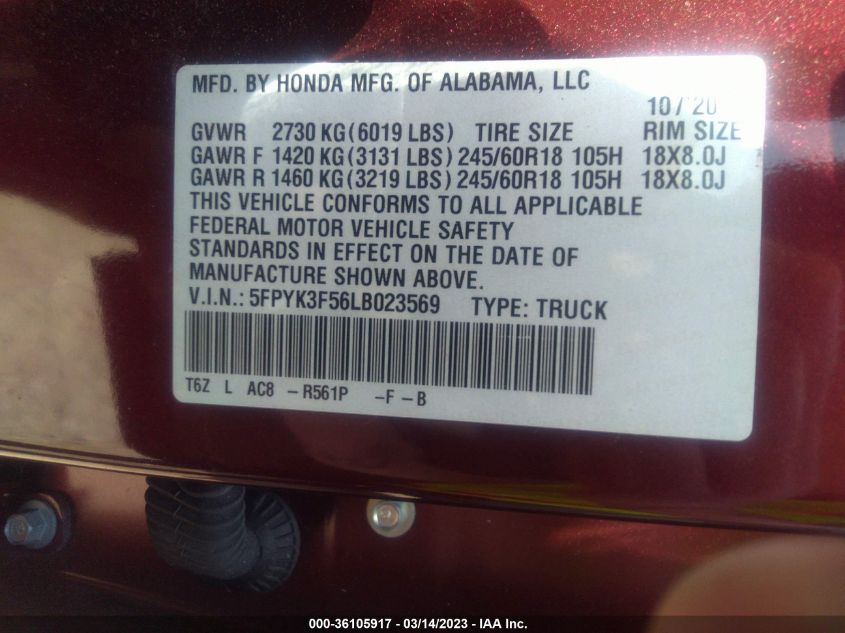 MFD. BY HONDA MFG. OF ALABAMA, LLC
10/'20
GVWR 2730 KG(6019 LBS) TIRE SIZE RIM SIZE
GAWR F 1420 KG(3131 LBS) 245/60R18 105H 18X8.0J
GAWR R 1460 KG(3219 LBS) 245/60R18 105H 18X8.0J
THIS VEHICLE CONFORMS TO ALL APPLICABLE
FEDERAL MOTOR VEHICLE SAFETY
STANDARDS IN EFFECT ON THE DATE OF
MANUFACTURE SHOWN ABOVE.
V.I.N.: 5FPYK3F56LB023569 TYPE: TRUCK
T6Z L AC8 -R561P -F-B
000-36105917 - 03/14/2023 - IAA Inc.